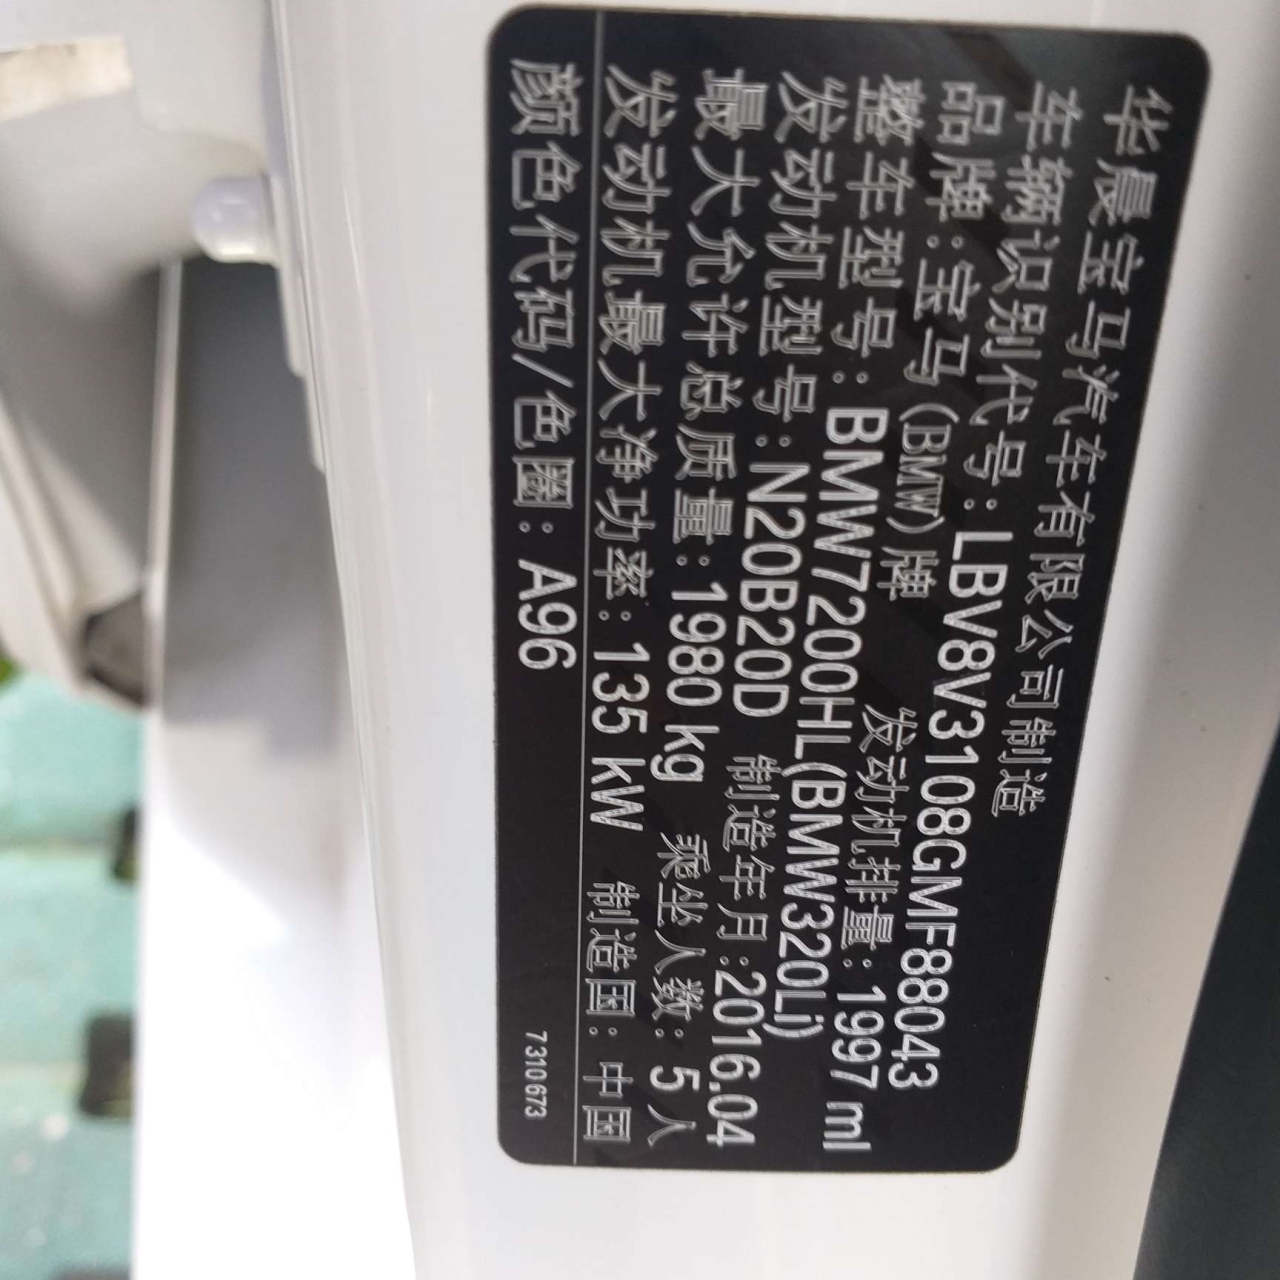 华晨宝马汽车有限公司制造
车辆识别代号:LBV8V3108GMF88043
品牌:宝马(BMW)牌 发动机排量:1997 ml
整车型号:BMW7200HL(BMW320Li)
发动机型号:N20B20D 制造年月:2016.04
最大允许总质量:1980 kg 乘坐人数:5人
发动机最大净功率:135 kW 制造国:中国
颜色代码/色圈:A96 7 310 673